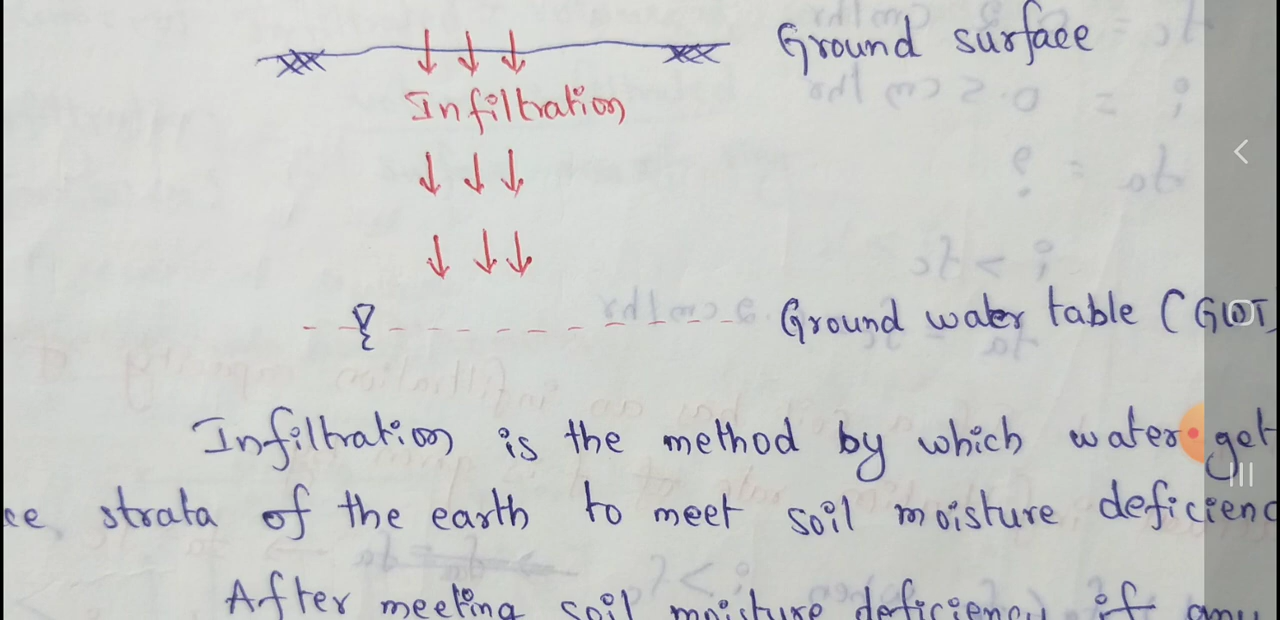 Ground surface
Infiltration
Ground water table (GWT
Infiltration is the method by which water get
ce strata of the earth to meet soil moisture deficienc
After meeting soil moisture deficiency if any